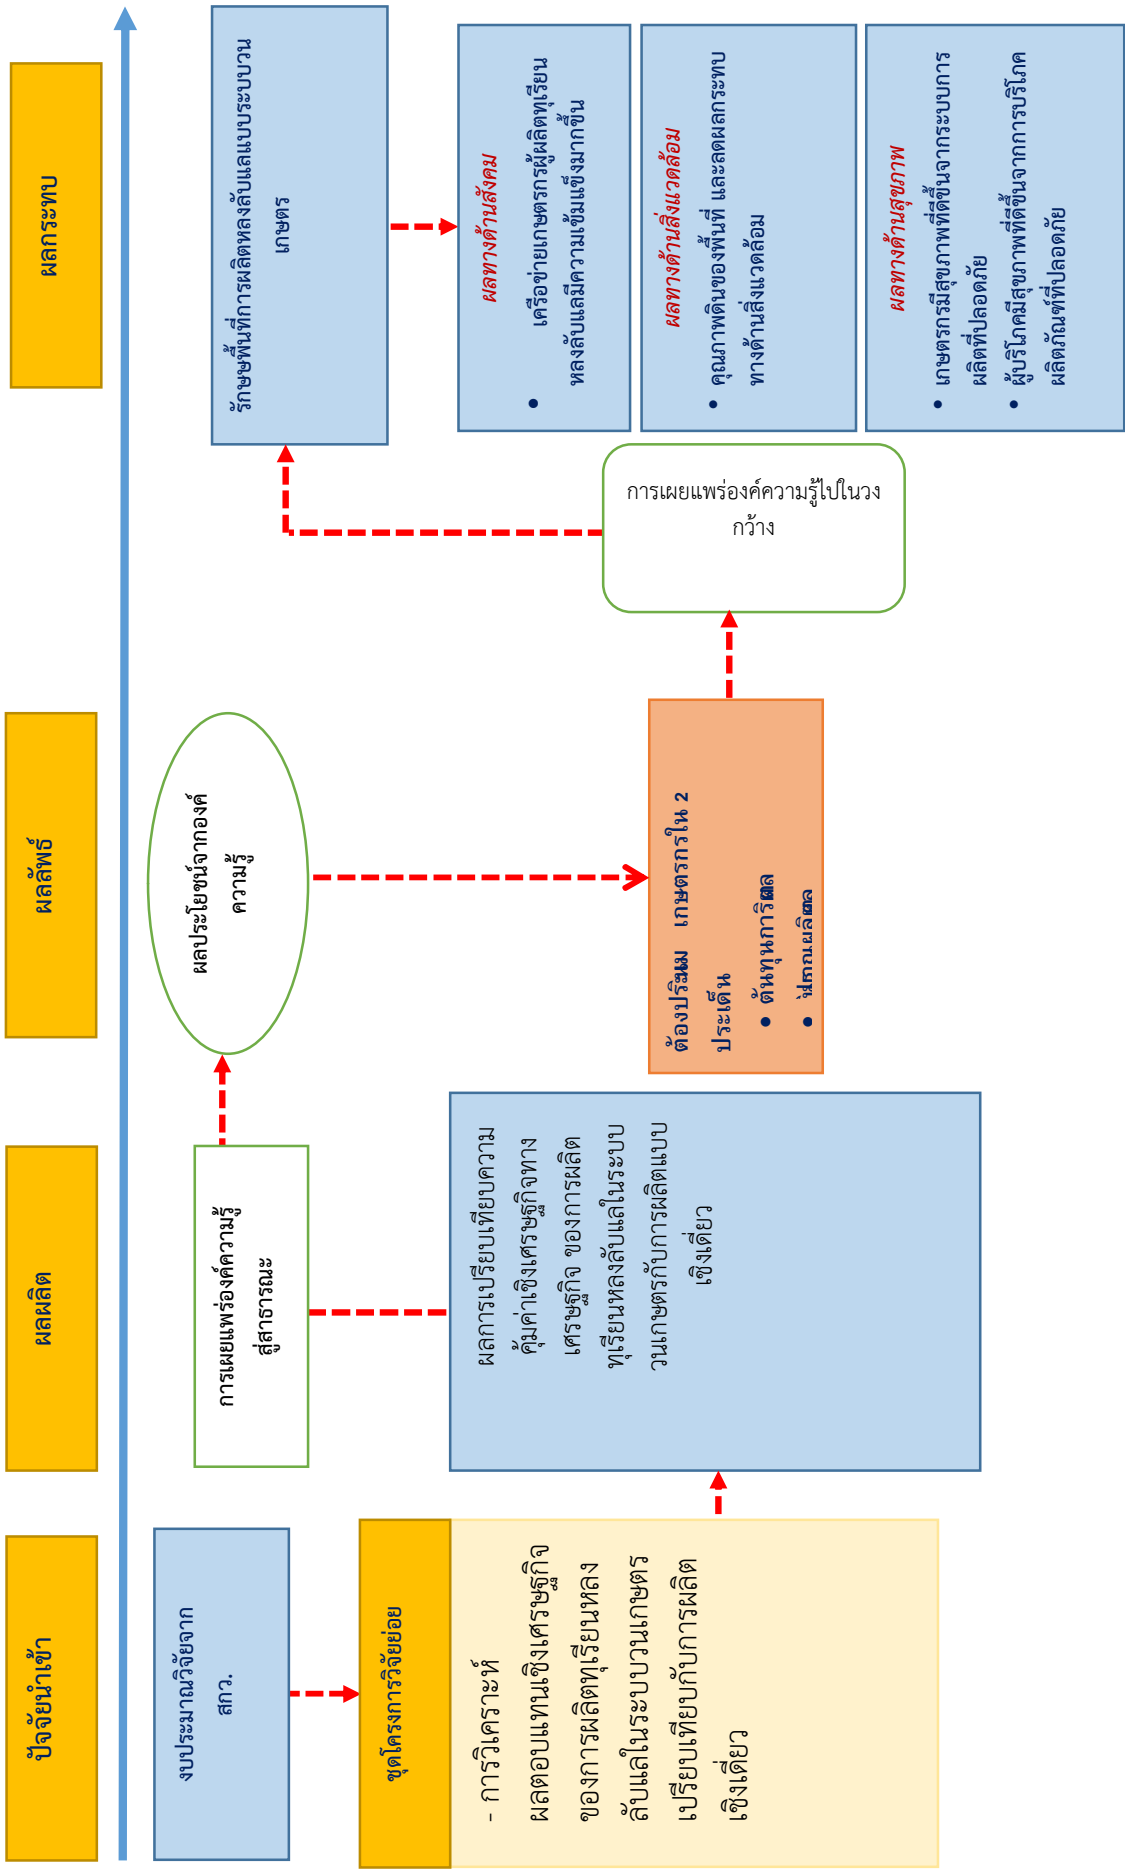 ปัจจัยนำเข้า
ผลผลิต
ผลลัพธ์
ผลกระทบ
งบประมาณวิจัยจาก
สกว.
ชุดโครงการวิจัยย่อย
- การวิเคราะห์
ผลตอบแทนเชิงเศรษฐกิจ
ของการผลิตทุเรียนหลง
ลับแลในระบบวนเกษตร
เปรียบเทียบกับการผลิต
เชิงเดี่ยว
การเผยแพร่องค์ความรู้
สู่สาธารณะ
ผลการเปรียบเทียบความ
คุ้มค่าเชิงเศรษฐกิจทาง
เศรษฐกิจ ของการผลิต
ทุเรียนหลงลับแลในระบบ
วนเกษตรกับการผลิตแบบ
เชิงเดี่ยว
ผลประโยชน์จากองค์
ความรู้
เกษตรกรใน 2
ประเด็น
• ต้นทุนการผลิต
การเผยแพร่องค์ความรู้ไปในวง
กว้าง
รักษษพื้นที่การผลิตหลงลับแลแบบระบบวน
เกษตร
ผลทางด้านสังคม
• เครือข่ายเกษตรกรผู้ผลิตทุเรียน
หลงลับแลมีความเข้มแข็งมากขึ้น
ผลทางด้านสิ่งแวดล้อม
• คุณภาพดินของพื้นที่ และลดผลกระทบ
ทางด้านสิ่งแวดล้อม
ผลทางด้านสุขภาพ
• เกษตรกรมีสุขภาพที่ดีขึ้นจากระบบการ
ผลิตที่ปลอดภัย
• ผู้บริโภคมีสุขภาพที่ดีขึ้นจากการบริโภค
ผลิตภัณฑ์ที่ปลอดภัย